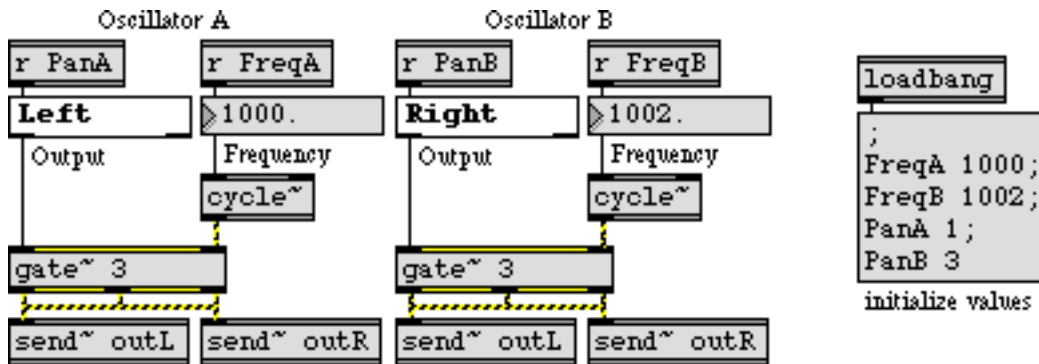 Oscillator A
Oscillator B
r PanA
r FreqA
r PanB
r FreqB
loadbang
Left
1000.
Right
1002.
;
FreqA 1000;
FreqB 1002;
PanA 1;
PanB 3
Output
Frequency
Output
Frequency
cycle~
cycle~
gate~ 3
gate~ 3
initialize values
send~ outL
send~ outR
send~ outL
send~ outR